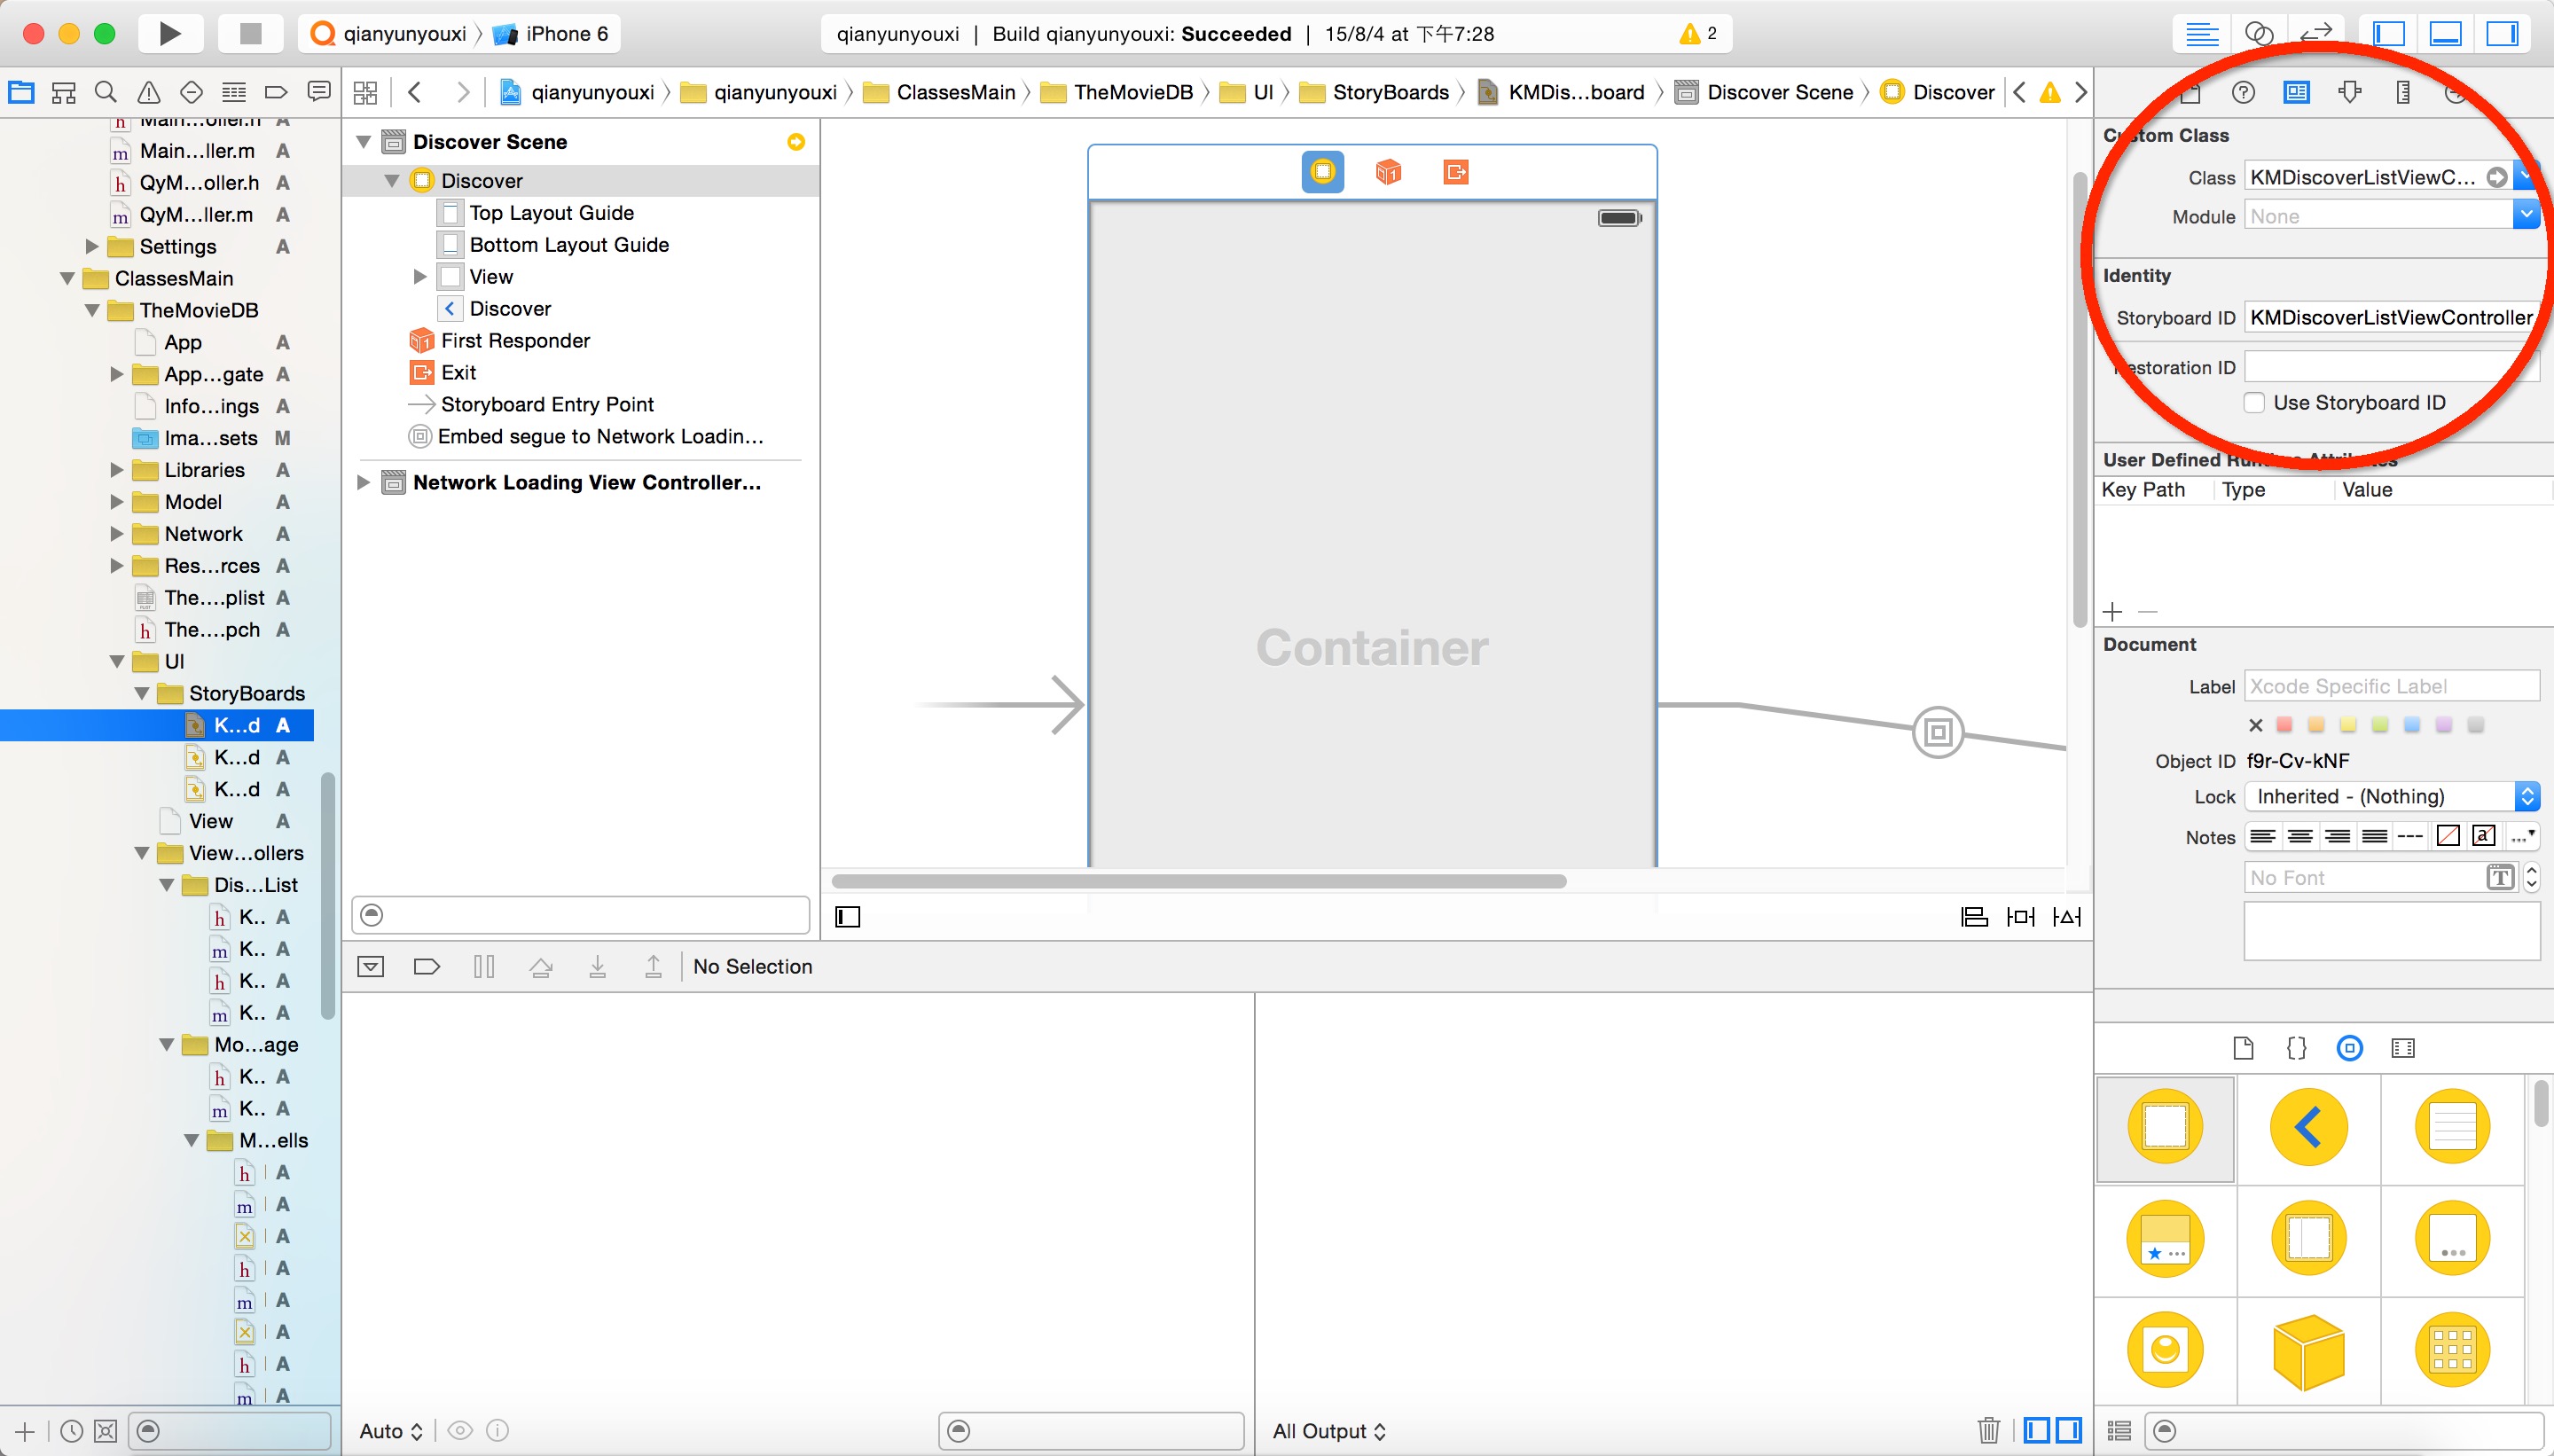 qianyunyouxi 〉 iPhone 6
qianyunyouxi | Build qianyunyouxi: Succeeded | 15/8/4 at 下午7:28
2
qianyunyouxi 〉 qianyunyouxi 〉 ClassesMain 〉 TheMovieDB 〉 UI 〉 StoryBoards 〉 KMDis...board 〉 Discover Scene 〉 Discover
Main...oller.h A
Main...ller.m A
QyM...oller.h A
QyM...ller.m A
Settings A
ClassesMain
TheMovieDB
App A
App...gate A
Info...ings A
Ima...sets M
Libraries A
Model A
Network A
Res...rces A
The....plist A
The....pch A
UI
StoryBoards
K...d A
K...d A
K...d A
View A
View...ollers
Dis...List
h K.. A
m K.. A
h K.. A
m K.. A
Mo...age
h K.. A
m K.. A
M...ells
h A
m A
A
h A
m A
A
h A
m A
Discover Scene
Discover
Top Layout Guide
Bottom Layout Guide
View
Discover
First Responder
Exit
Storyboard Entry Point
Embed segue to Network Loadin...
Network Loading View Controller...
Container
No Selection
Auto
All Output
Custom Class
Class KMDiscoverListViewC...
Module None
Identity
Storyboard ID KMDiscoverListViewController
Restoration ID
Use Storyboard ID
User Defined Runtime Attributes
Key Path Type Value
Document
Label Xcode Specific Label
Object ID f9r-Cv-kNF
Lock Inherited - (Nothing)
Notes
No Font